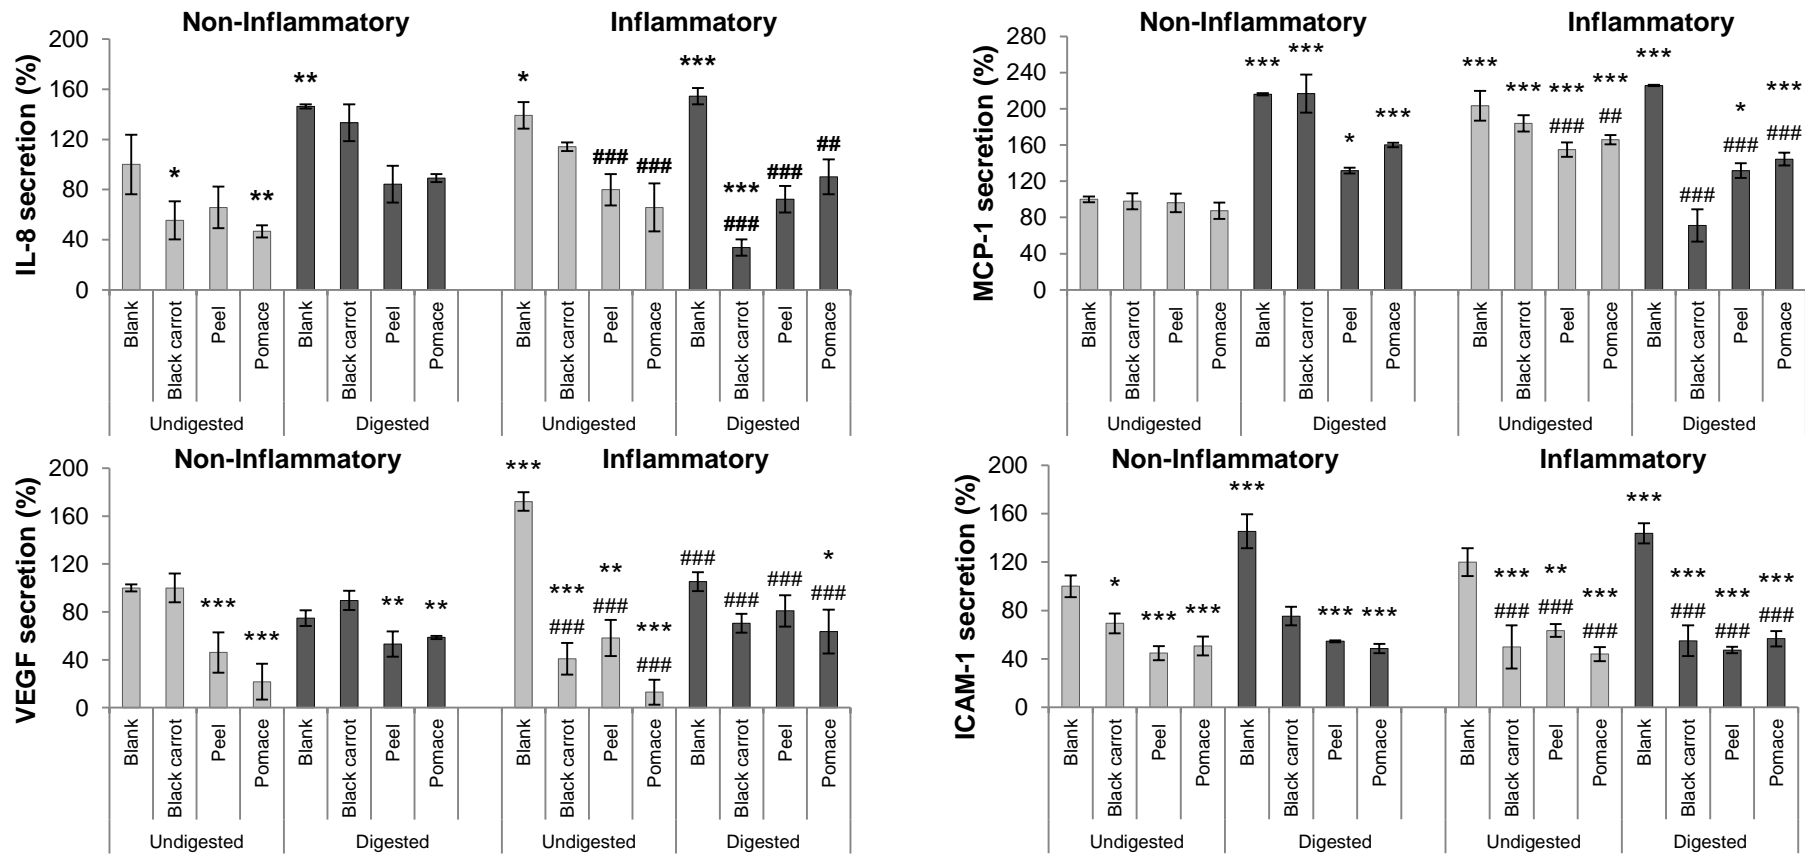 Non-Inflammatory Inflammatory
IL-8 secretion (%)
200
160
120
80
40
0
* ** ** * ### ### *** *** ### ### ##
Blank Black carrot Peel Pomace Blank Black carrot Peel Pomace Blank Black carrot Peel Pomace Blank Black carrot Peel Pomace
Undigested Digested Undigested Digested
Non-Inflammatory Inflammatory
MCP-1 secretion (%)
280
240
200
160
120
80
40
0
*** *** * *** *** *** *** ### *** ## *** ### * ### *** ###
Blank Black carrot Peel Pomace Blank Black carrot Peel Pomace Blank Black carrot Peel Pomace Blank Black carrot Peel Pomace
Undigested Digested Undigested Digested
Non-Inflammatory Inflammatory
VEGF secretion (%)
200
160
120
80
40
0
*** *** ** ** *** *** ### ** ### *** ### ### ### ### * ###
Blank Black carrot Peel Pomace Blank Black carrot Peel Pomace Blank Black carrot Peel Pomace Blank Black carrot Peel Pomace
Undigested Digested Undigested Digested
Non-Inflammatory Inflammatory
ICAM-1 secretion (%)
200
160
120
80
40
0
* *** *** *** *** *** *** ### ** ### *** ### *** *** ### *** ### *** ###
Blank Black carrot Peel Pomace Blank Black carrot Peel Pomace Blank Black carrot Peel Pomace Blank Black carrot Peel Pomace
Undigested Digested Undigested Digested